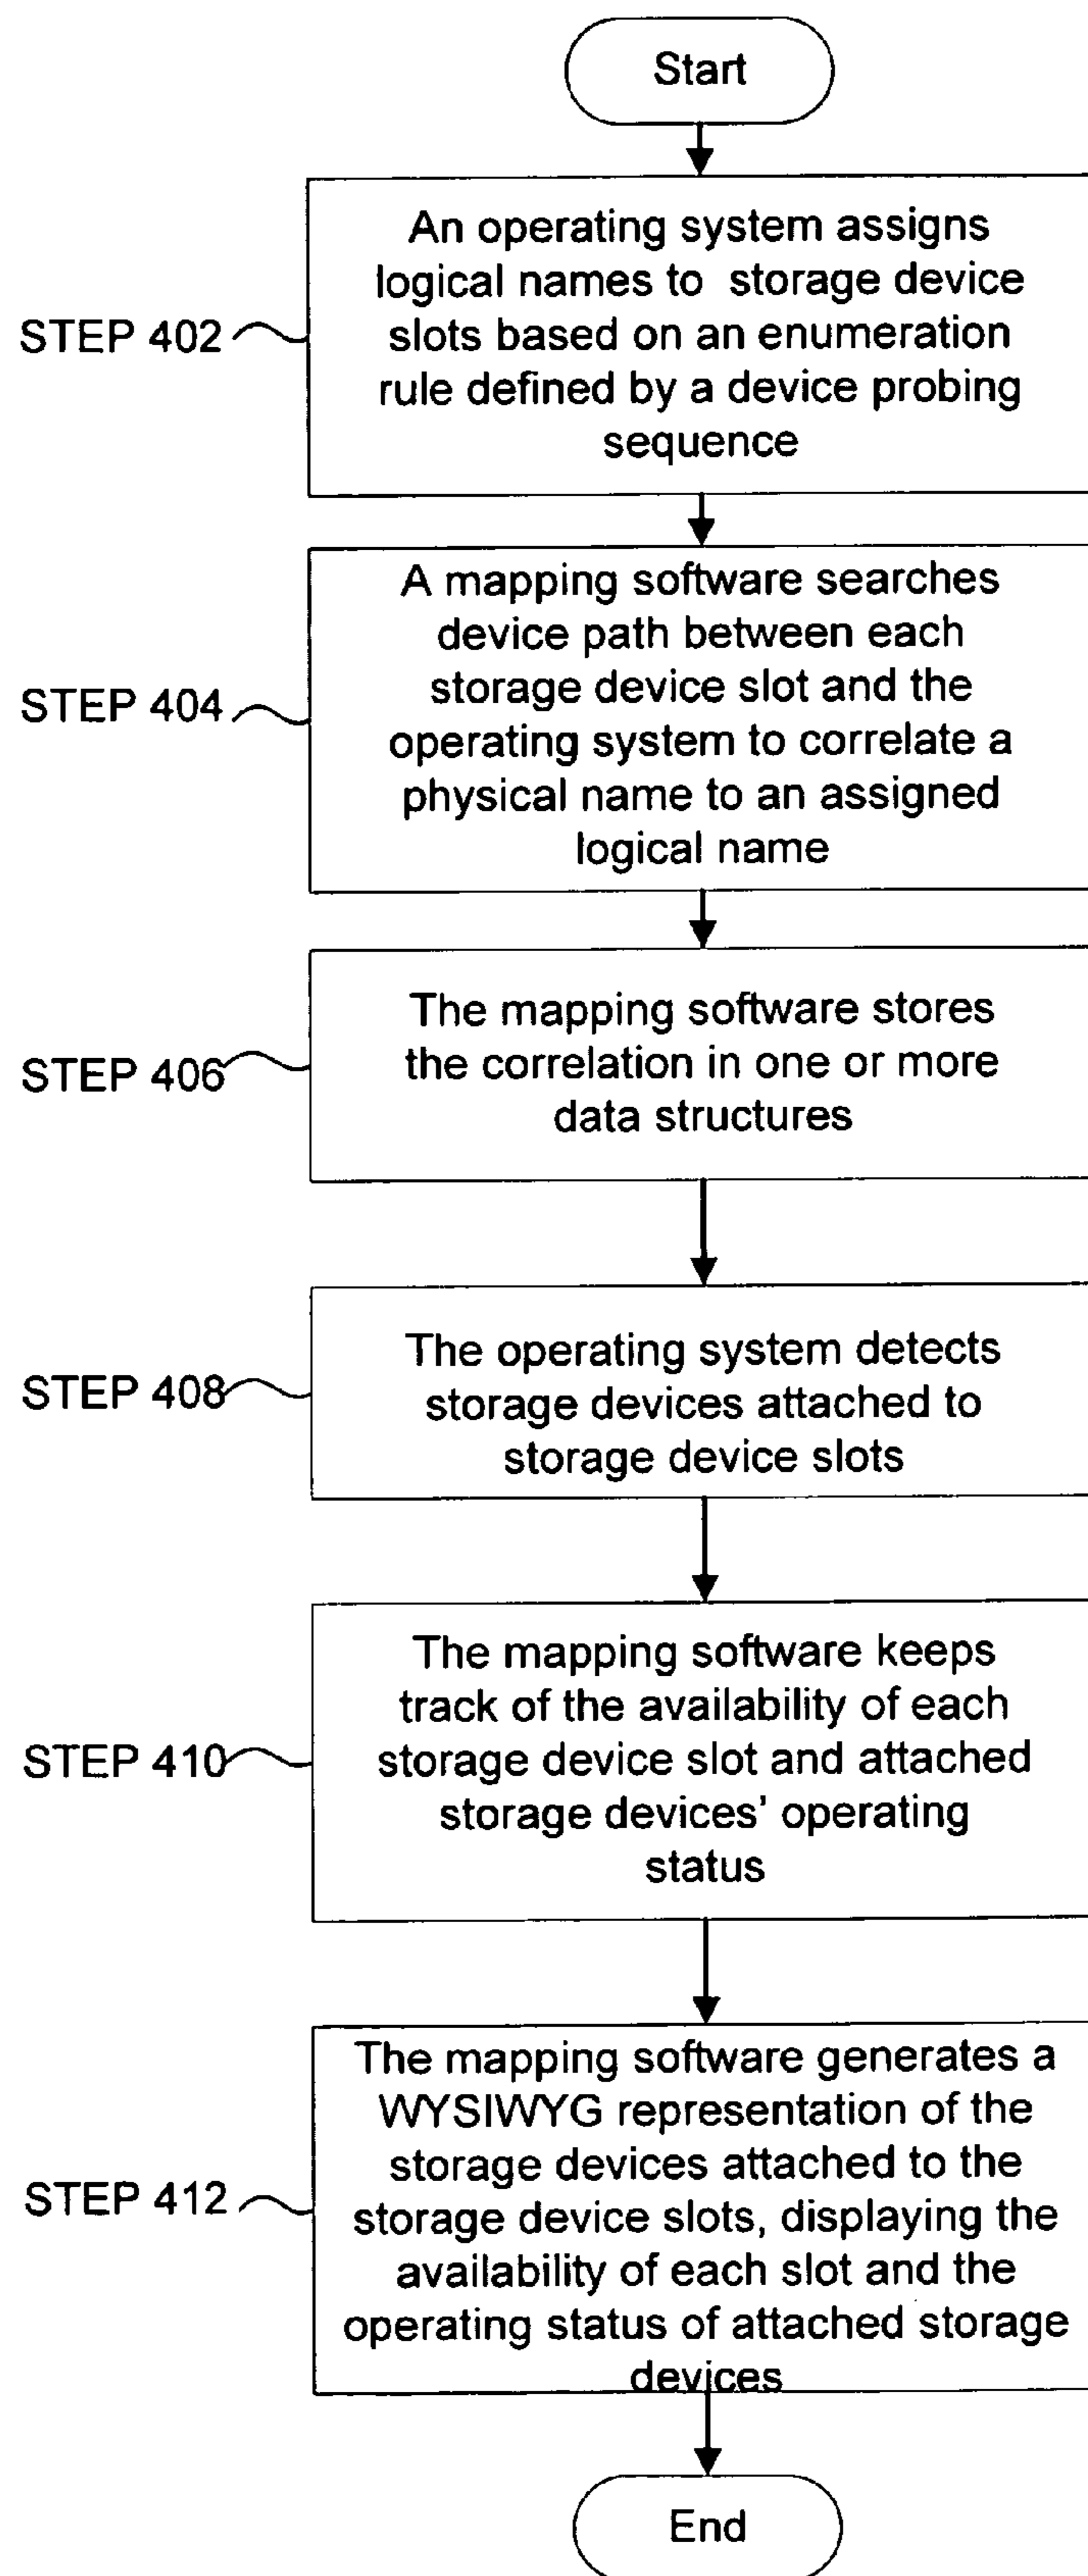 Start
An operating system assigns
logical names to storage device
slots based on an enumeration
rule defined by a device probing
sequence
STEP 402
A mapping software searches
device path between each
storage device slot and the
operating system to correlate a
physical name to an assigned
logical name
STEP 404
The mapping software stores
the correlation in one or more
data structures
STEP 406
The operating system detects
storage devices attached to
storage device slots
STEP 408
The mapping software keeps
track of the availability of each
storage device slot and attached
storage devices' operating
status
STEP 410
The mapping software generates a
WYSIWYG representation of the
storage devices attached to the
storage device slots, displaying the
availability of each slot and the
operating status of attached storage
devices
STEP 412
End